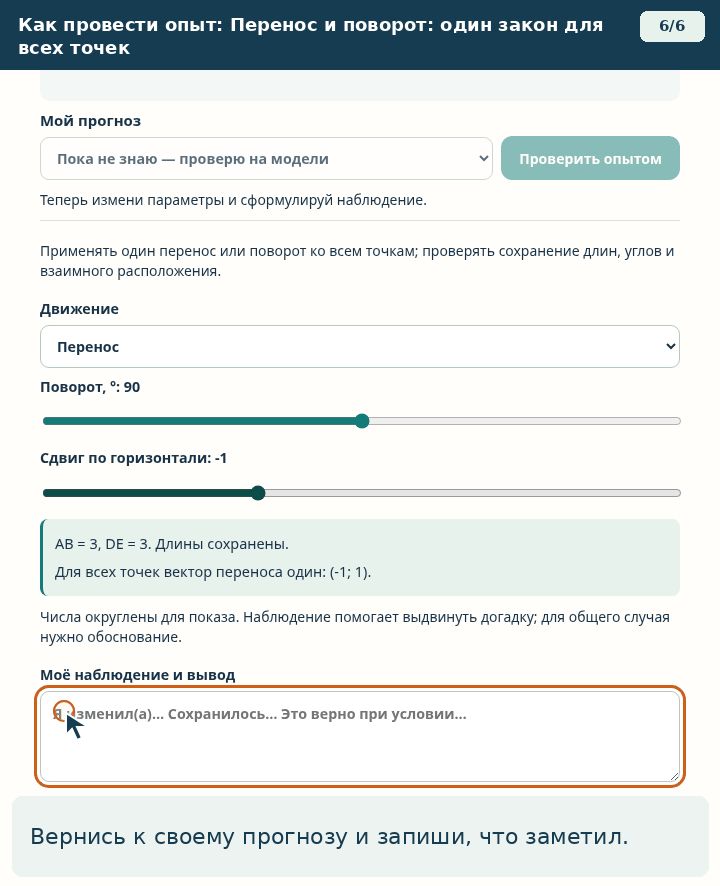 Как провести опыт: Перенос и поворот: один закон для
всех точек
6/6
Мой прогноз
Пока не знаю — проверю на модели
Проверить опытом
Теперь измени параметры и сформулируй наблюдение.
Применять один перенос или поворот ко всем точкам; проверять сохранение длин, углов и
взаимного расположения.
Движение
Перенос
Поворот, °: 90
Сдвиг по горизонтали: -1
AB = 3, DE = 3. Длины сохранены.
Для всех точек вектор переноса один: (-1; 1).
Числа округлены для показа. Наблюдение помогает выдвинуть догадку; для общего случая
нужно обоснование.
Моё наблюдение и вывод
Я изменил(а)... Сохранилось... Это верно при условии...
Вернись к своему прогнозу и запиши, что заметил.